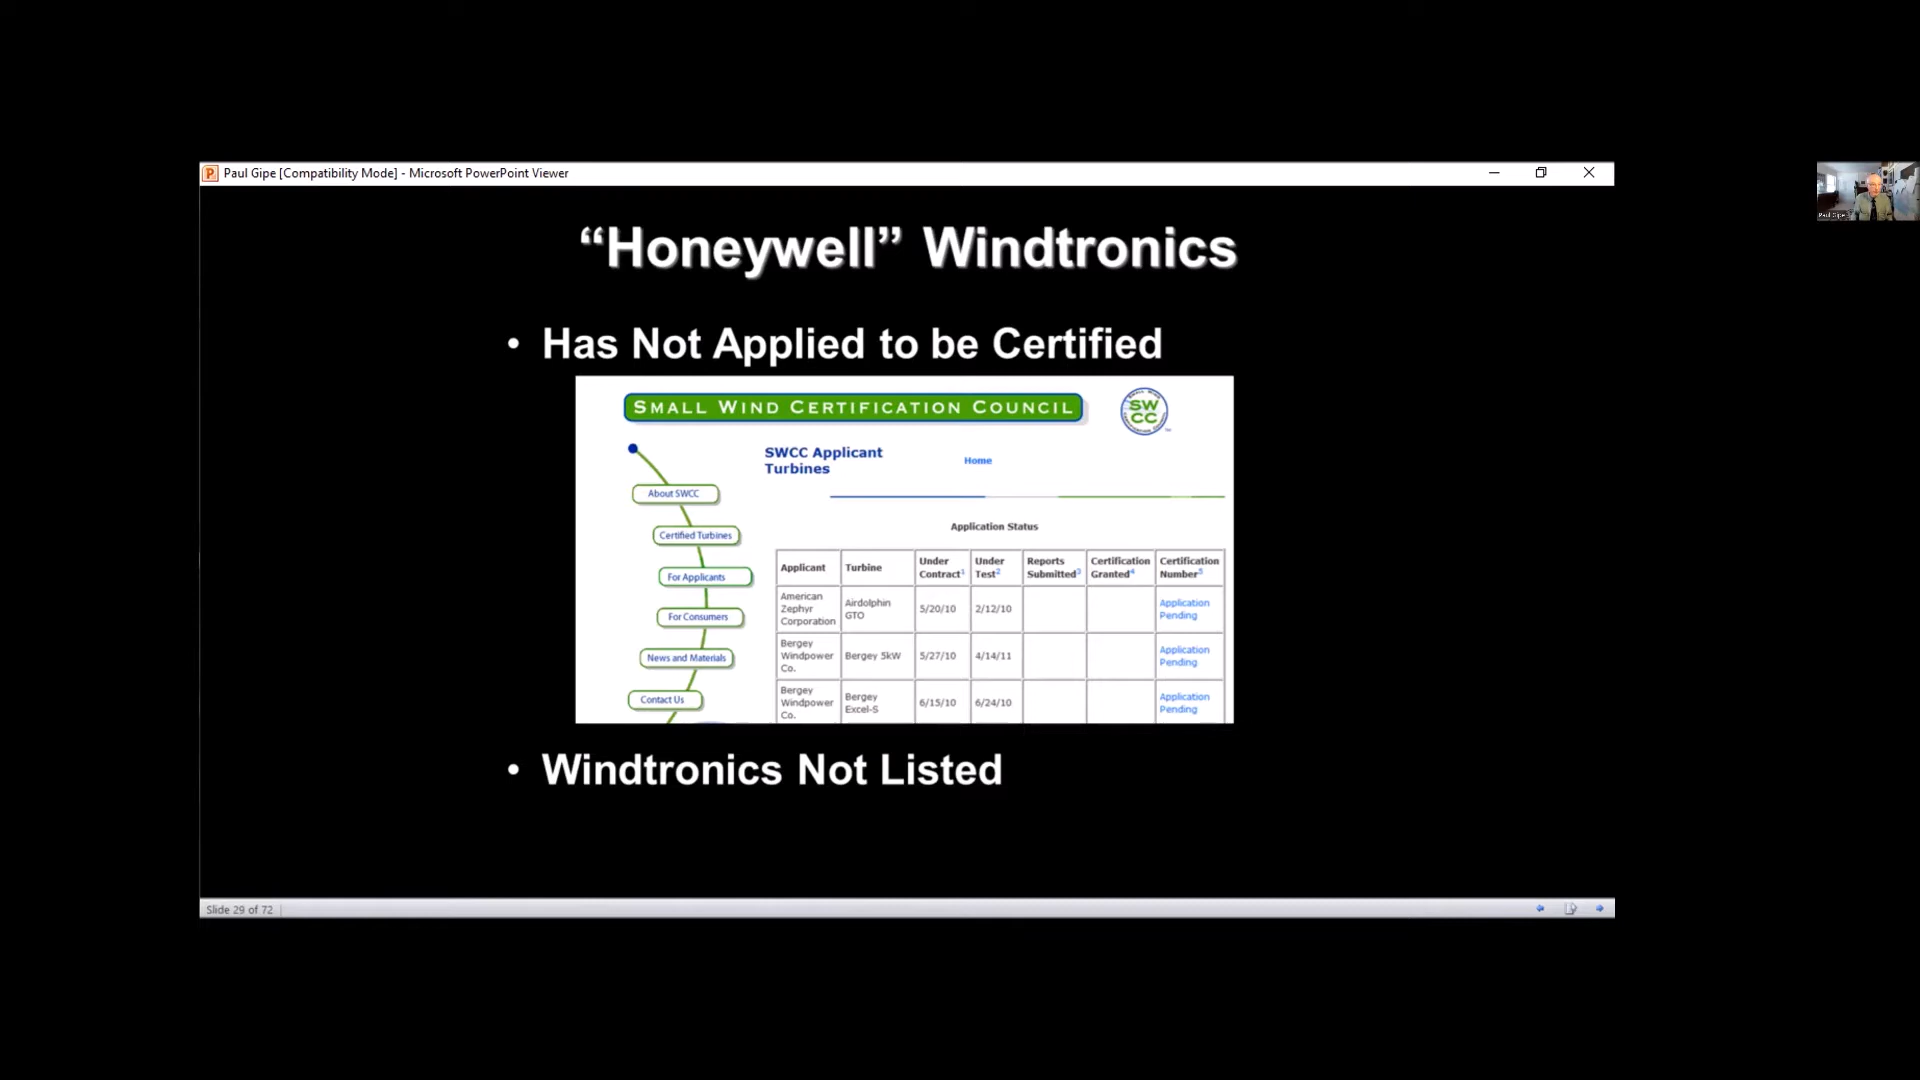 Paul Gipe [Compatibility Mode] - Microsoft PowerPoint Viewer
“Honeywell” Windtronics
• Has Not Applied to be Certified
SMALL WIND CERTIFICATION COUNCIL
SW
CC
SWCC Applicant
Turbines
Home
About SWCC
Certified Turbines
For Applicants
For Consumers
News and Materials
Contact Us
Application Status
Applicant Turbine Under Contract1 Under Test2 Reports Submitted3 Certification Granted4 Certification Number5
American Zephyr Corporation Airdolphin GTO 5/20/10 2/12/10 Application Pending
Bergey Windpower Co. Bergey 5kW 5/27/10 4/14/11 Application Pending
Bergey Windpower Co. Bergey Excel-S 6/15/10 6/24/10 Application Pending
• Windtronics Not Listed
Slide 29 of 72
Paul Gipe